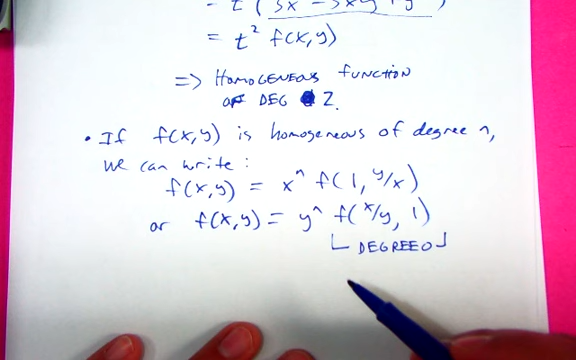 = t² f(x,y)
=> HOMOGENEOUS FUNCTION
OF DEG 2.
• If f(x,y) is homogeneous of degree n,
we can write:
f(x,y) = xⁿ f(1, y/x)
or f(x,y) = yⁿ f(x/y, 1)
DEGREE 0